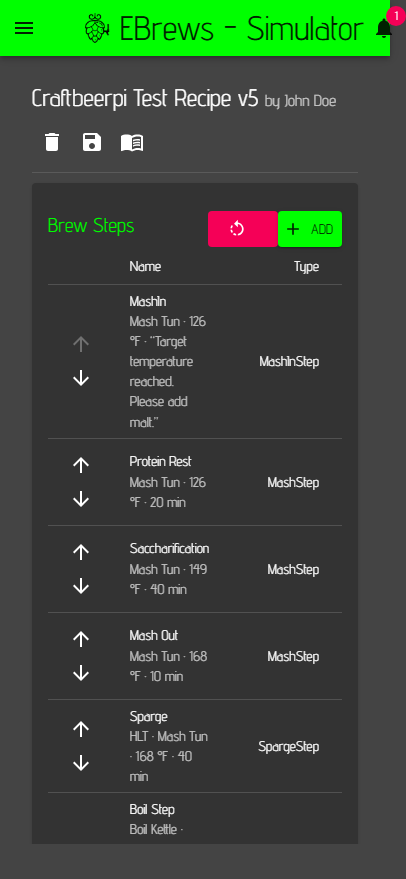 EBrews - Simulator
1
Craftbeerpi Test Recipe v5 by John Doe
Brew Steps
ADD
Name Type
MashIn
Mash Tun · 126
°F · "Target
temperature
reached.
Please add
malt."
MashInStep
Protein Rest
Mash Tun · 126
°F · 20 min
MashStep
Saccharification
Mash Tun · 149
°F · 40 min
MashStep
Mash Out
Mash Tun · 168
°F · 10 min
MashStep
Sparge
HLT · Mash Tun
· 168 °F · 40
min
SpargeStep
Boil Step
Boil Kettle ·